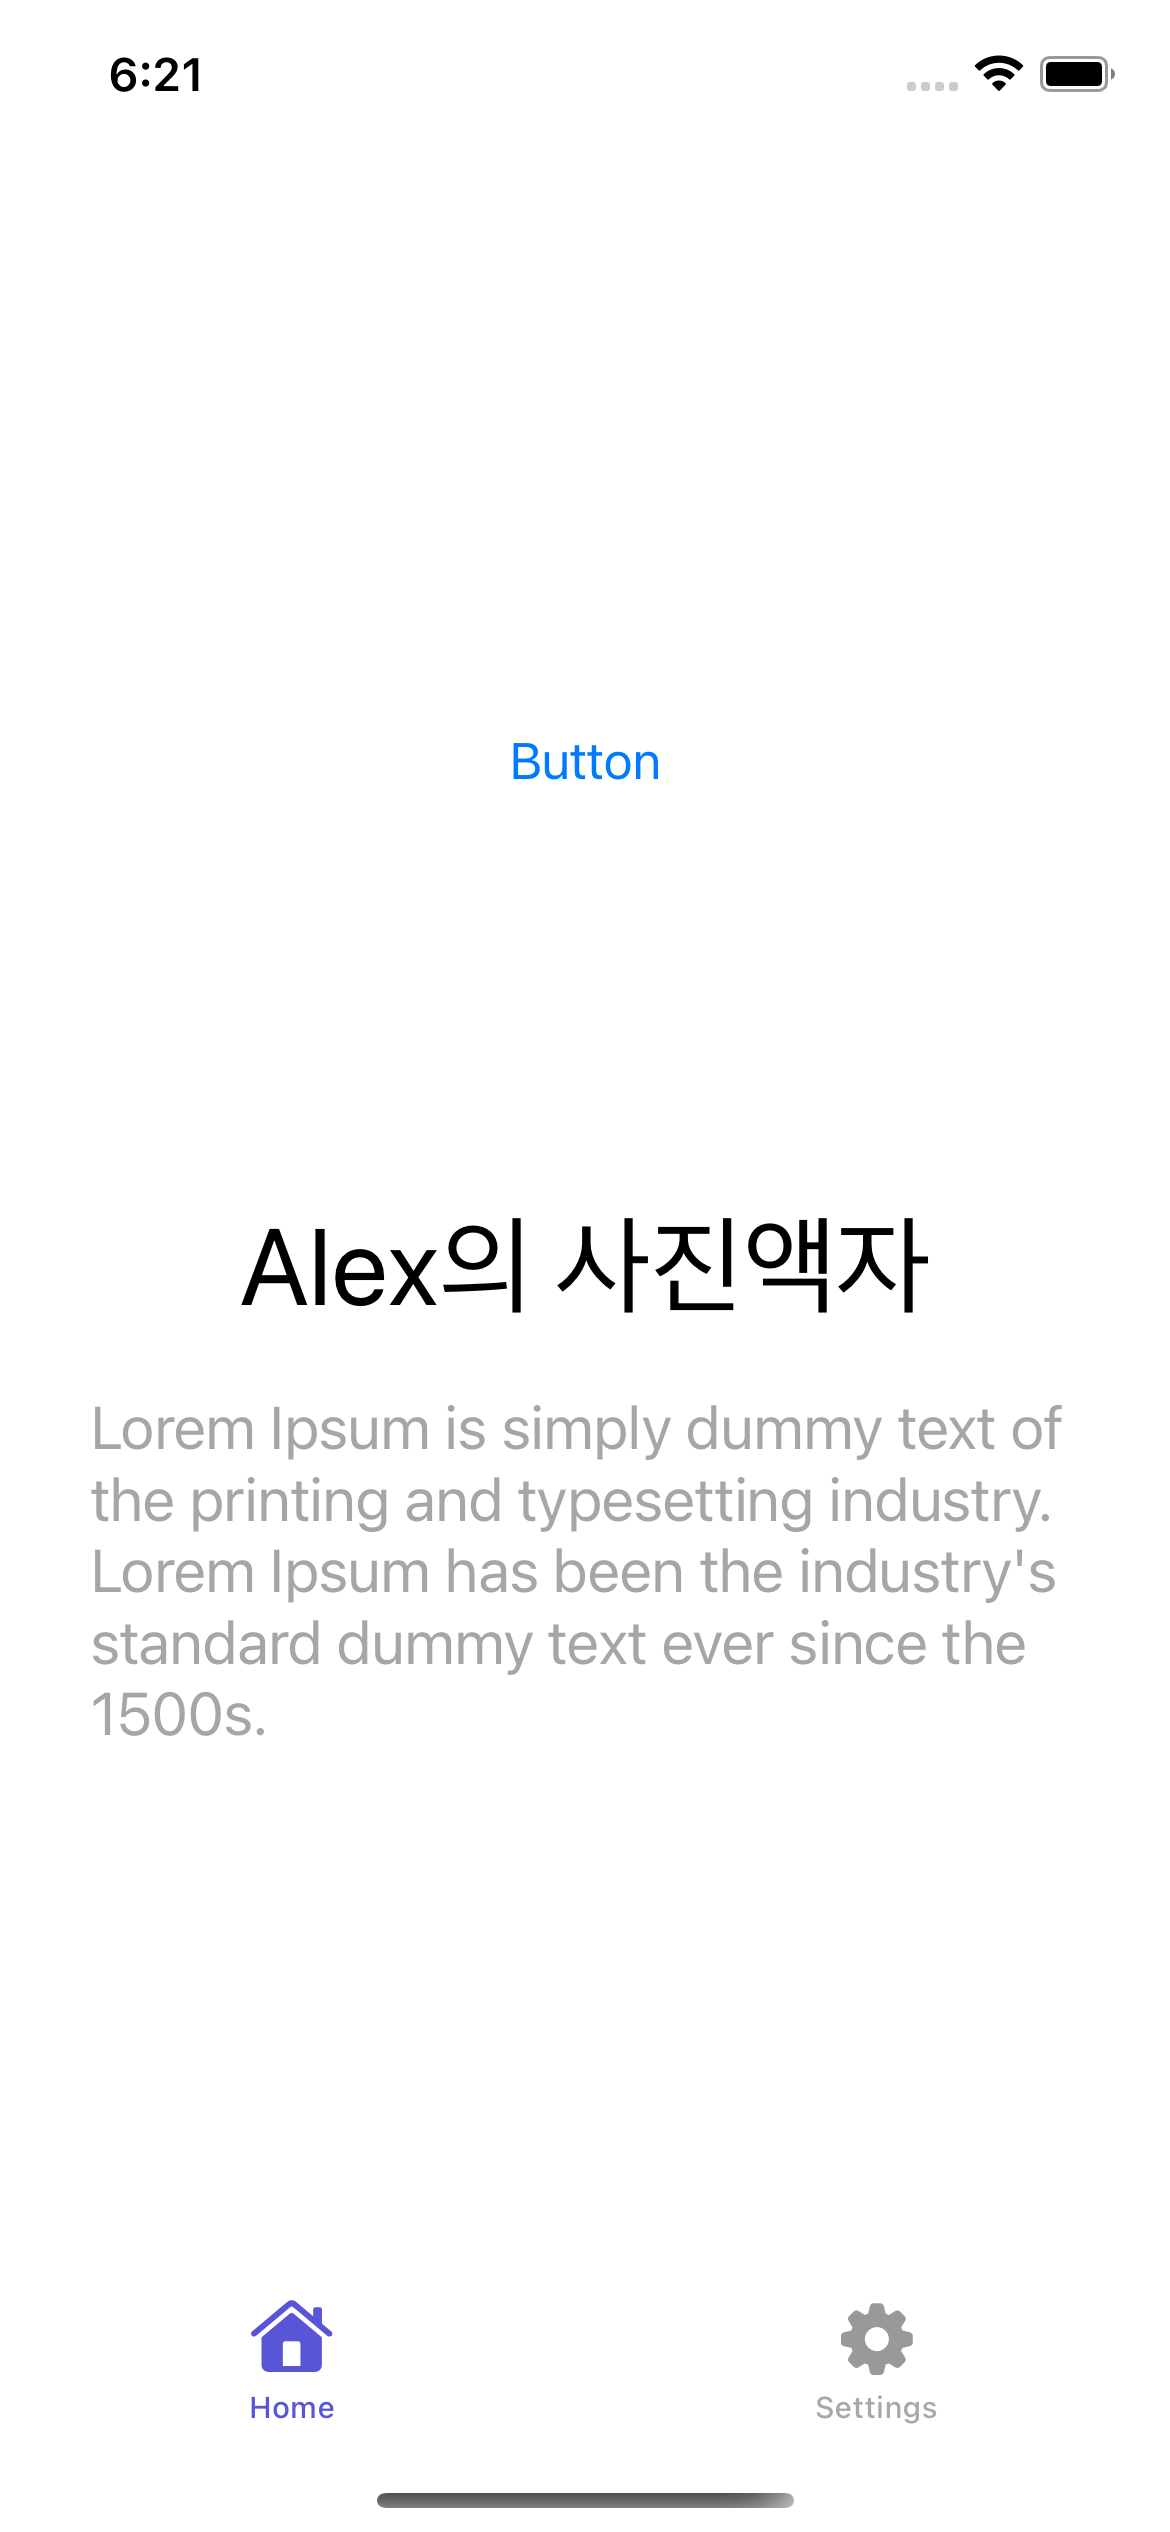 6:21
Button
Alex의 사진액자
Lorem Ipsum is simply dummy text of
the printing and typesetting industry.
Lorem Ipsum has been the industry's
standard dummy text ever since the
1500s.
Home
Settings